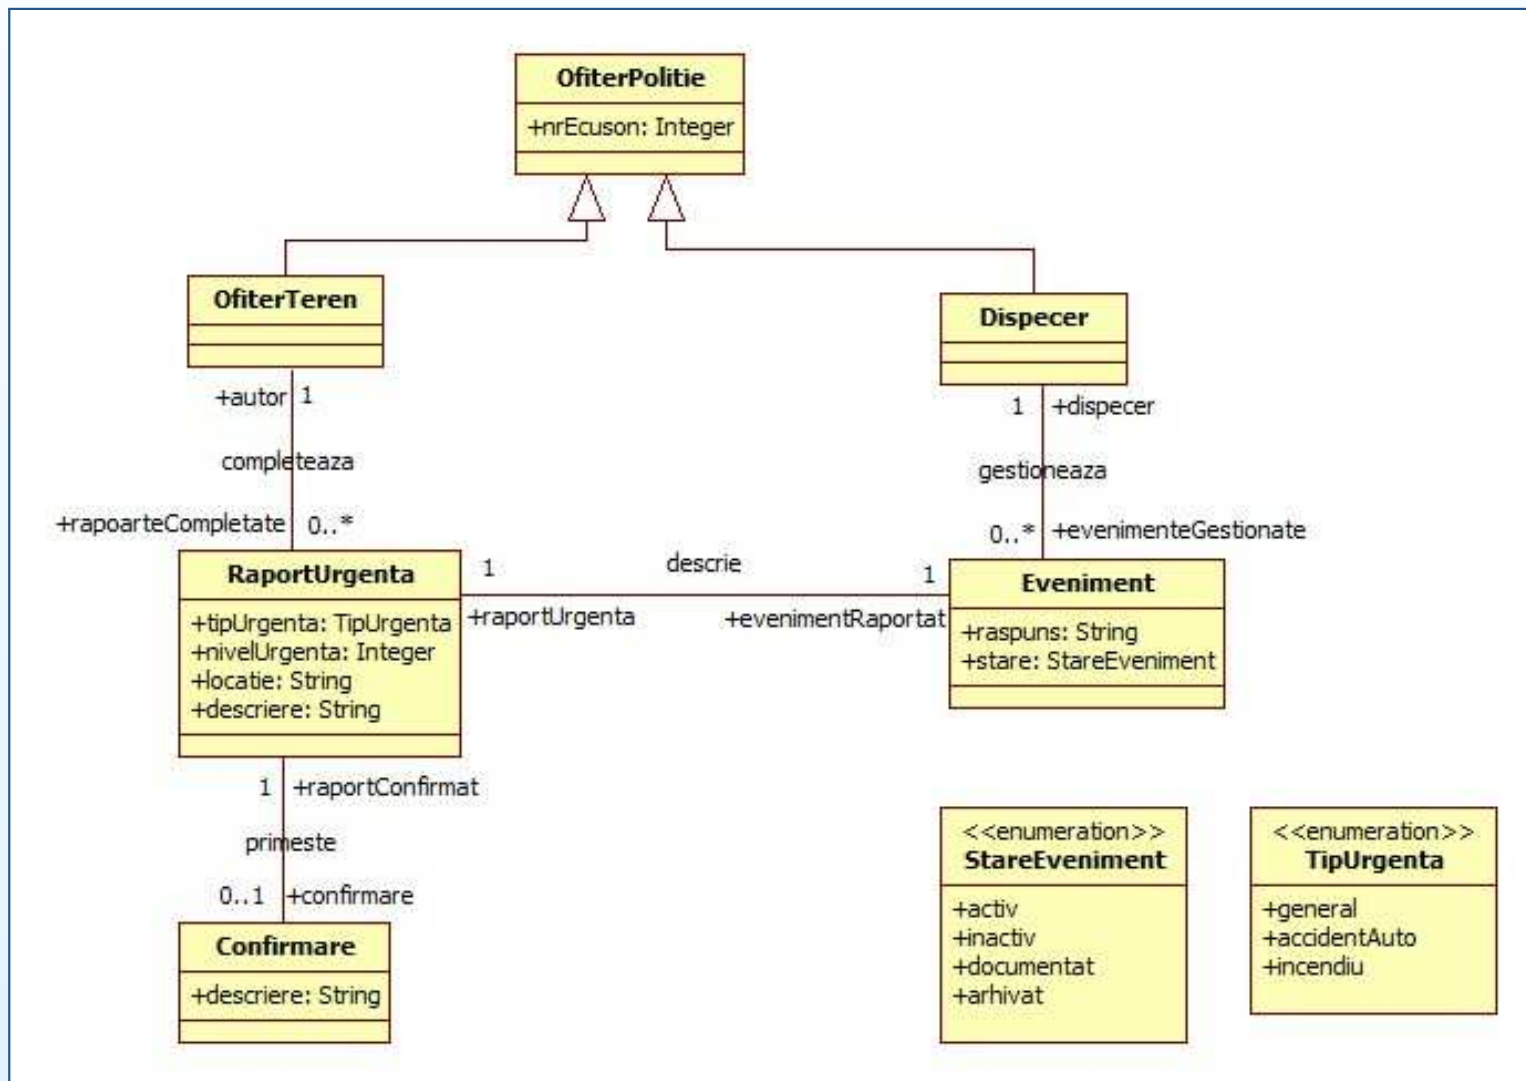 OfiterPolitie
+nrEcuson: Integer
OfiterTeren
Dispecer
+autor 1
1 +dispecer
completeaza
gestioneaza
+rapoarteCompletate 0..*
0..* +evenimenteGestionate
RaportUrgenta
+tipUrgenta: TipUrgenta
+nivelUrgenta: Integer
+locatie: String
+descriere: String
1 descrie 1
+raportUrgenta +evenimentRaportat
Eveniment
+raspuns: String
+stare: StareEveniment
1 +raportConfirmat
primeste
0..1 +confirmare
Confirmare
+descriere: String
<<enumeration>>
StareEveniment
+activ
+inactiv
+documentat
+arhivat
<<enumeration>>
TipUrgenta
+general
+accidentAuto
+incendiu